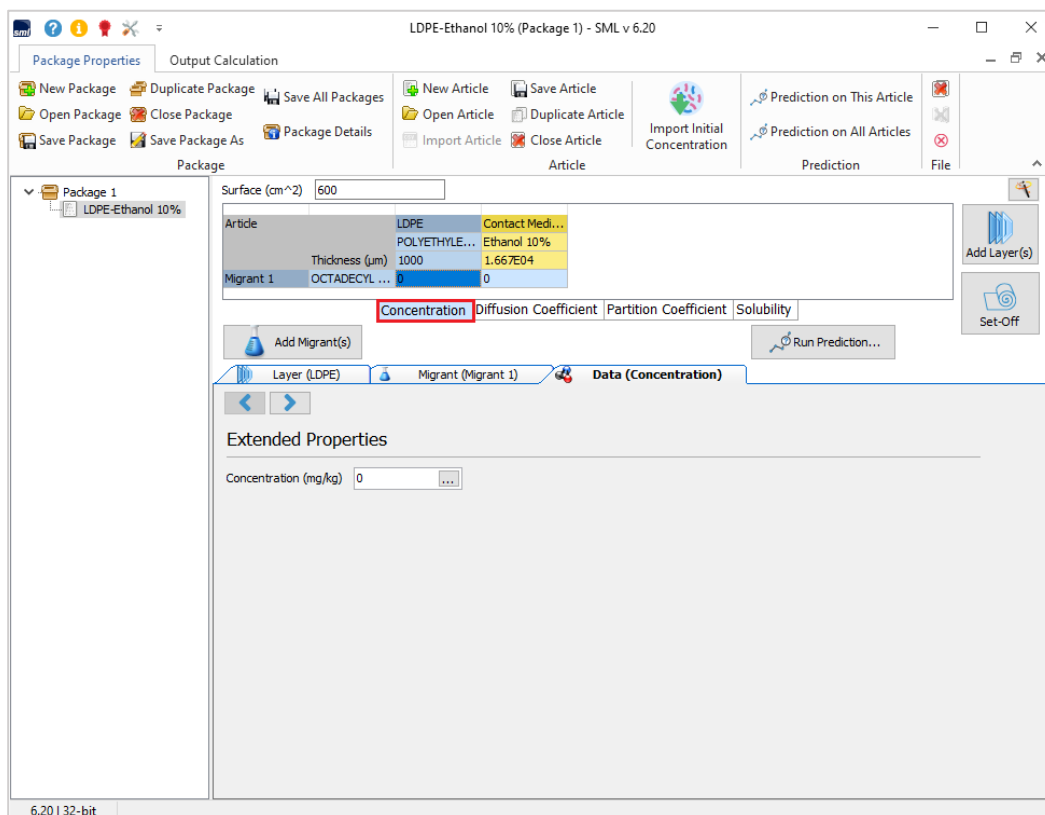 sml
LDPE-Ethanol 10% (Package 1) - SML v 6.20
Package Properties Output Calculation
New Package Duplicate Package Save All Packages New Article Save Article
Open Package Close Package Open Article Duplicate Article
Save Package Save Package As Package Details Import Article Close Article
Import Initial
Concentration
Prediction on This Article
Prediction on All Articles
Package Article Prediction File
Package 1
LDPE-Ethanol 10%
Surface (cm^2) 600
Article LDPE Contact Medi...
POLYETHYLE... Ethanol 10%
Thickness (µm) 1000 1.667E04
Migrant 1 OCTADECYL ... 0 0
Add Layer(s)
Set-Off
Concentration Diffusion Coefficient Partition Coefficient Solubility
Add Migrant(s) Run Prediction...
Layer (LDPE) Migrant (Migrant 1) Data (Concentration)
Extended Properties
Concentration (mg/kg) 0 ...
6.20 | 32-bit